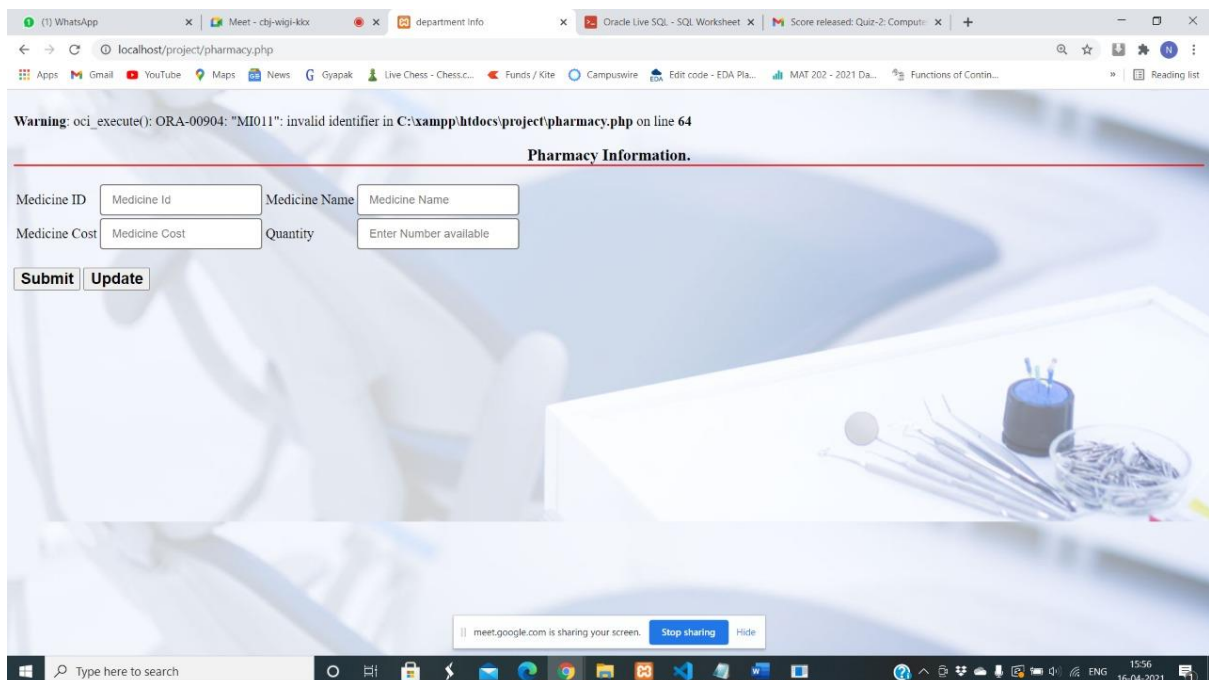 (1) WhatsApp
Meet - cbj-wigi-kkx
department Info
Oracle Live SQL - SQL Worksheet
Score released: Quiz-2: Compute
localhost/project/pharmacy.php
N
Apps
Gmail
YouTube
Maps
News
Gyapak
Live Chess - Chess.c...
Funds / Kite
Campuswire
Edit code - EDA Pla...
MAT 202 - 2021 Da...
Functions of Contin...
»
Reading list
Warning: oci_execute(): ORA-00904: "MI011": invalid identifier in C:\xampp\htdocs\project\pharmacy.php on line 64
Pharmacy Information.
Medicine ID Medicine Id Medicine Name Medicine Name
Medicine Cost Medicine Cost Quantity Enter Number available
Submit Update
meet.google.com is sharing your screen. Stop sharing Hide
Type here to search
ENG
15:56
16-04-2021